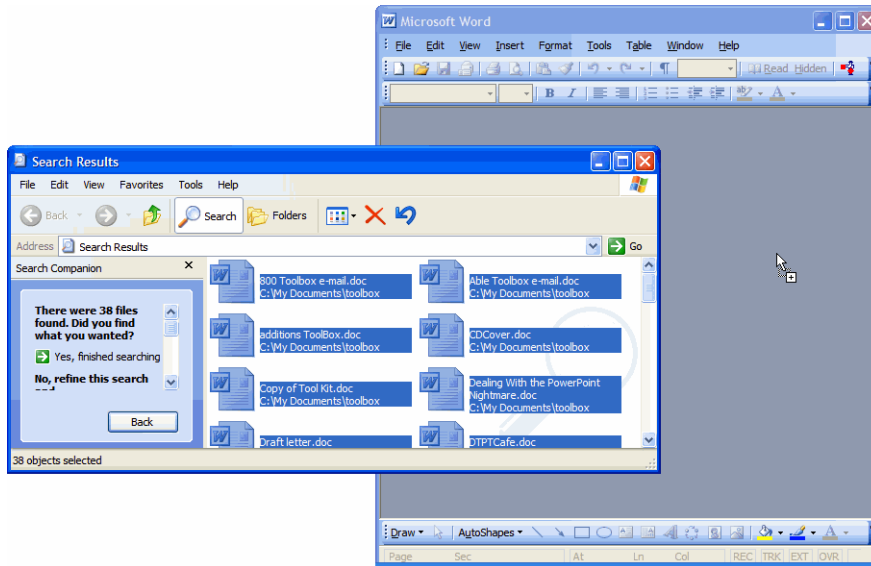 Microsoft Word
File Edit View Insert Format Tools Table Window Help
Read Hidden
B I
Search Results
File Edit View Favorites Tools Help
Back Search Folders
Address Search Results Go
Search Companion
There were 38 files
found. Did you find
what you wanted?
Yes, finished searching
No, refine this search
Back
800 Toolbox e-mail.doc
C:\My Documents\toolbox
Able Toolbox e-mail.doc
C:\My Documents\toolbox
additions ToolBox.doc
C:\My Documents\toolbox
CDCover.doc
C:\My Documents\toolbox
Copy of Tool Kit.doc
C:\My Documents\toolbox
Dealing With the PowerPoint
Nightmare.doc
C:\My Documents\toolbox
Draft letter.doc
DTPTCafe.doc
38 objects selected
Draw AutoShapes
Page Sec At Ln Col REC TRK EXT OVR